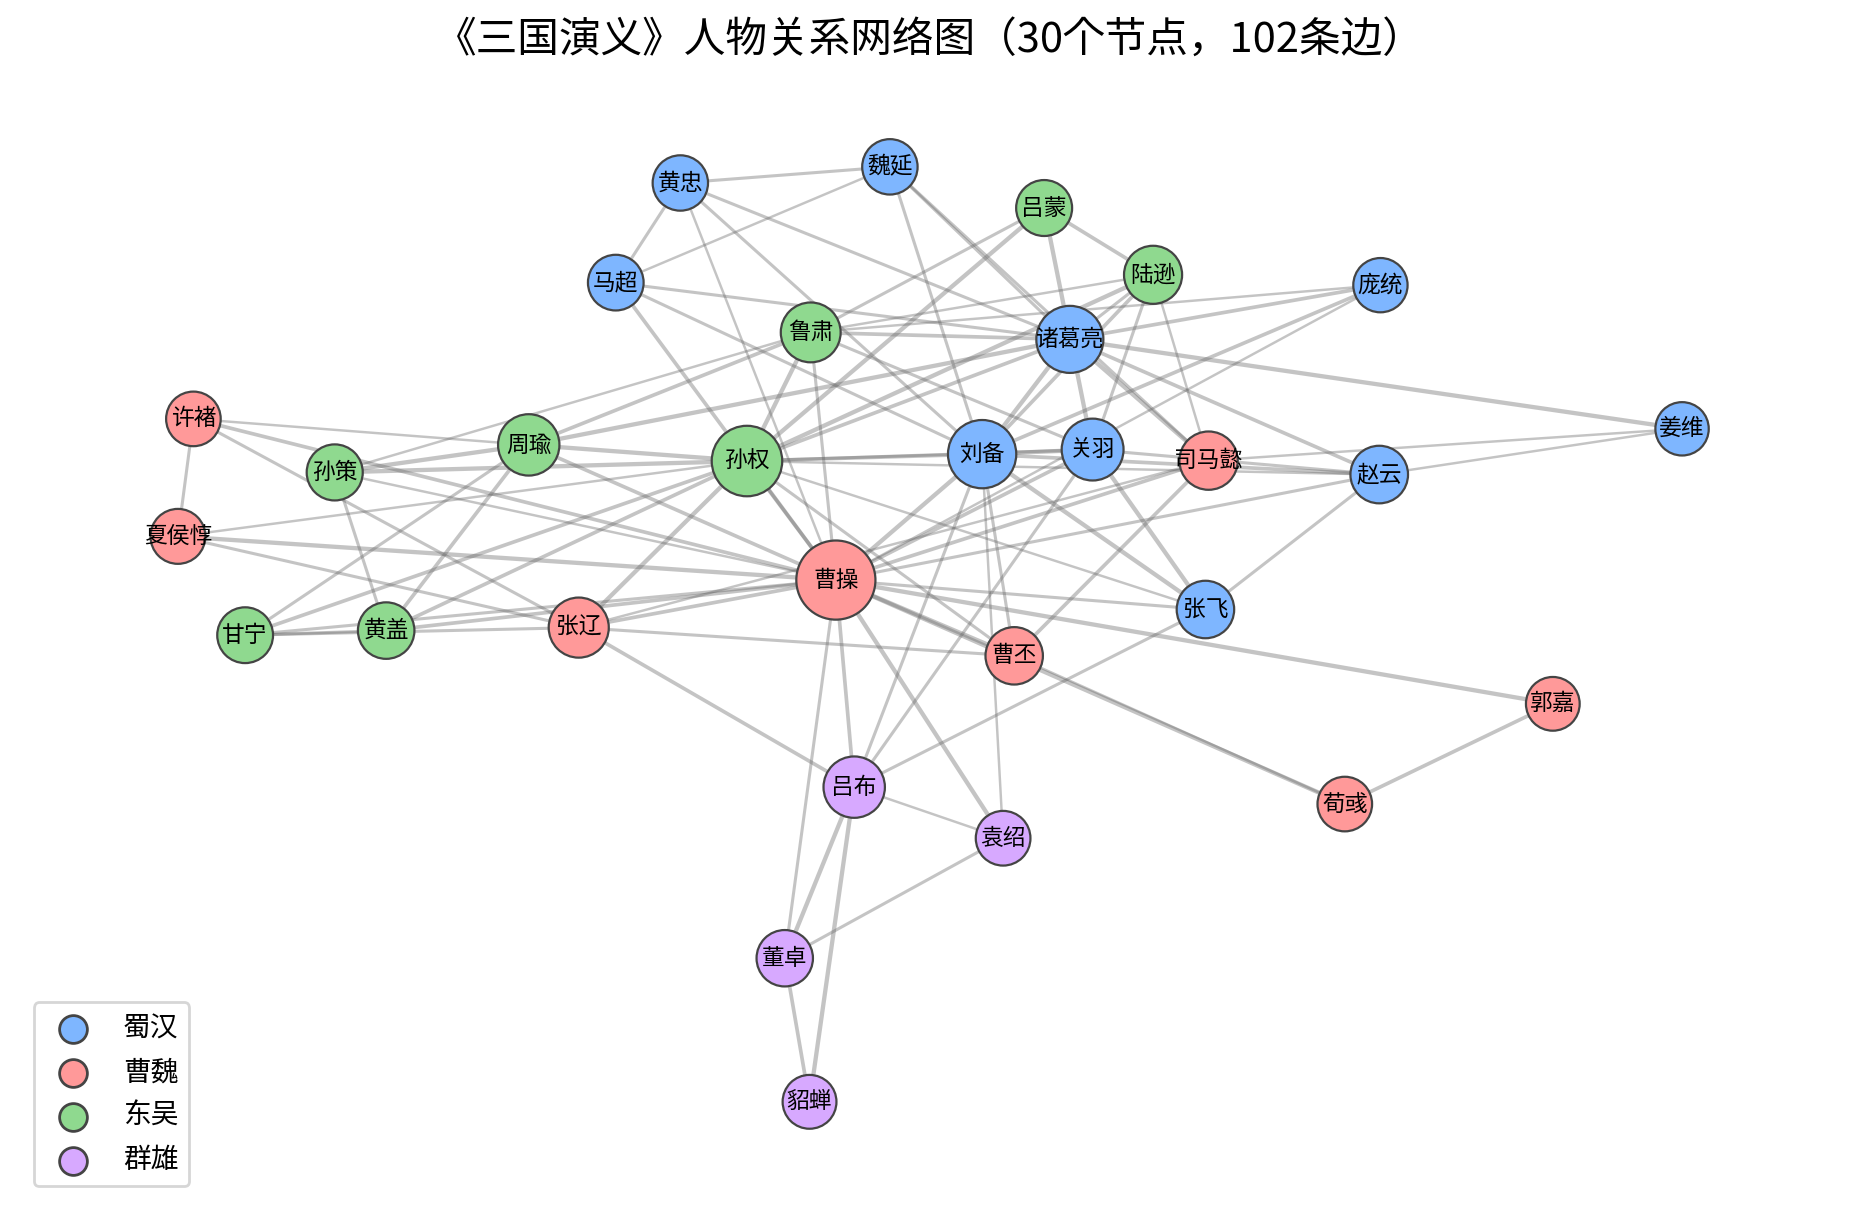 《三国演义》人物关系网络图（30个节点，102条边）
魏延
黄忠
吕蒙
陆逊
马超
庞统
鲁肃
诸葛亮
许褚
姜维
周瑜
关羽
刘备
孙权
司马懿
孙策
赵云
夏侯惇
曹操
张飞
张辽
黄盖
甘宁
曹丕
郭嘉
吕布
荀彧
袁绍
董卓
貂蝉
蜀汉
曹魏
东吴
群雄